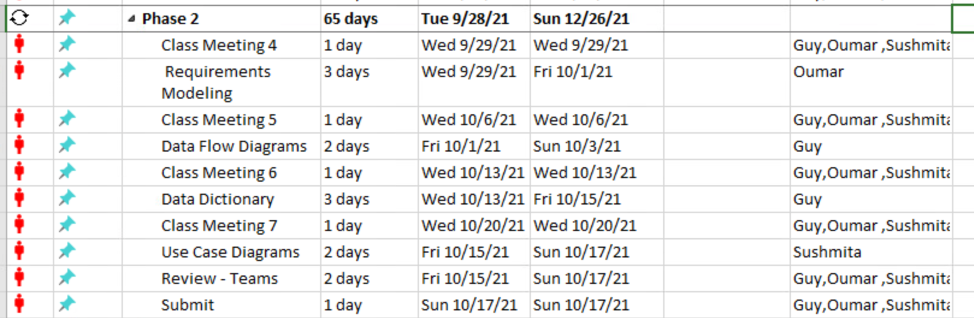 Phase 2 65 days Tue 9/28/21 Sun 12/26/21
Class Meeting 4 1 day Wed 9/29/21 Wed 9/29/21 Guy,Oumar ,Sushmita
Requirements 3 days Wed 9/29/21 Fri 10/1/21 Oumar
Modeling
Class Meeting 5 1 day Wed 10/6/21 Wed 10/6/21 Guy,Oumar ,Sushmita
Data Flow Diagrams 2 days Fri 10/1/21 Sun 10/3/21 Guy
Class Meeting 6 1 day Wed 10/13/21 Wed 10/13/21 Guy,Oumar ,Sushmita
Data Dictionary 3 days Wed 10/13/21 Fri 10/15/21 Guy
Class Meeting 7 1 day Wed 10/20/21 Wed 10/20/21 Guy,Oumar ,Sushmita
Use Case Diagrams 2 days Fri 10/15/21 Sun 10/17/21 Sushmita
Review - Teams 2 days Fri 10/15/21 Sun 10/17/21 Guy,Oumar ,Sushmita
Submit 1 day Sun 10/17/21 Sun 10/17/21 Guy,Oumar ,Sushmita